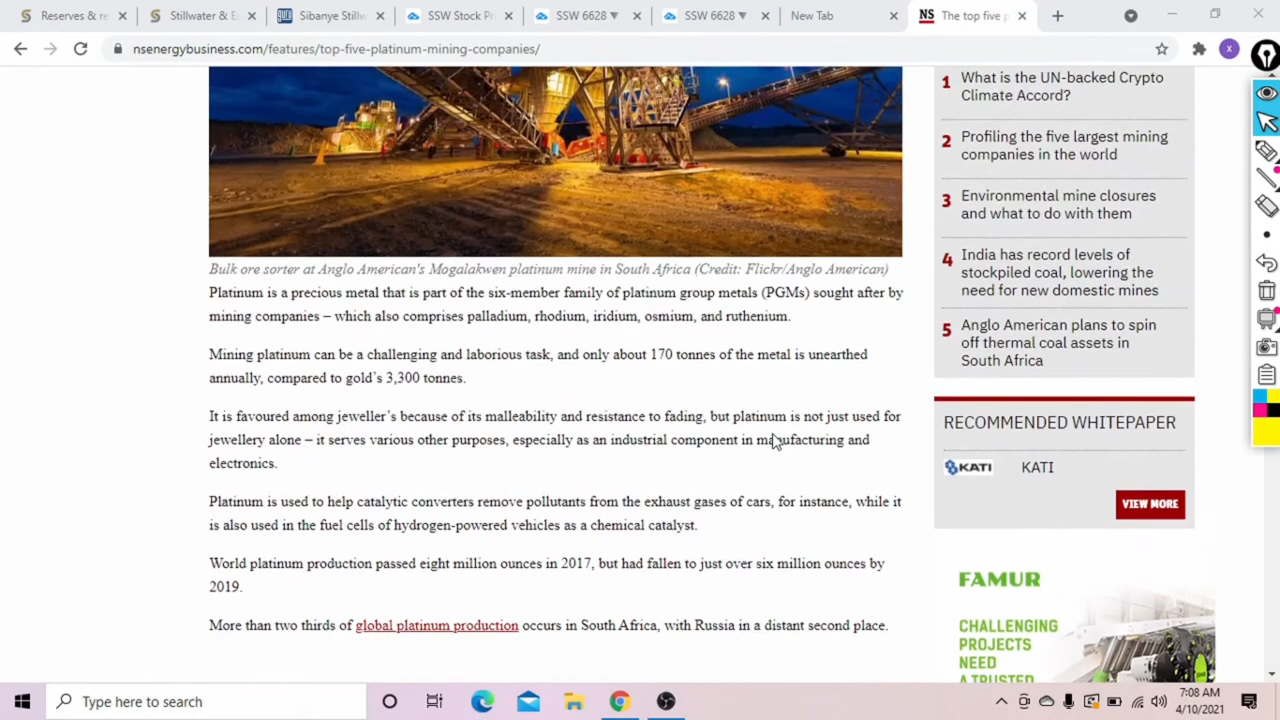 Reserves & re
Stillwater & E
Sibanye Stillw
SSW Stock Pr
SSW 6628 ▼
SSW 6628 ▼
New Tab
NS The top five p
nsenergybusiness.com/features/top-five-platinum-mining-companies/
X
Bulk ore sorter at Anglo American's Mogalakwen platinum mine in South Africa (Credit: Flickr/Anglo American)
Platinum is a precious metal that is part of the six-member family of platinum group metals (PGMs) sought after by
mining companies – which also comprises palladium, rhodium, iridium, osmium, and ruthenium.
Mining platinum can be a challenging and laborious task, and only about 170 tonnes of the metal is unearthed
annually, compared to gold's 3,300 tonnes.
It is favoured among jeweller's because of its malleability and resistance to fading, but platinum is not just used for
jewellery alone – it serves various other purposes, especially as an industrial component in manufacturing and
electronics.
Platinum is used to help catalytic converters remove pollutants from the exhaust gases of cars, for instance, while it
is also used in the fuel cells of hydrogen-powered vehicles as a chemical catalyst.
World platinum production passed eight million ounces in 2017, but had fallen to just over six million ounces by
2019.
More than two thirds of global platinum production occurs in South Africa, with Russia in a distant second place.
1 What is the UN-backed Crypto
Climate Accord?
2 Profiling the five largest mining
companies in the world
3 Environmental mine closures
and what to do with them
4 India has record levels of
stockpiled coal, lowering the
need for new domestic mines
5 Anglo American plans to spin
off thermal coal assets in
South Africa
RECOMMENDED WHITEPAPER
KATI KATI
VIEW MORE
FAMUR
CHALLENGING
PROJECTS
NEED
A TRUSTED
Type here to search
7:08 AM
4/10/2021